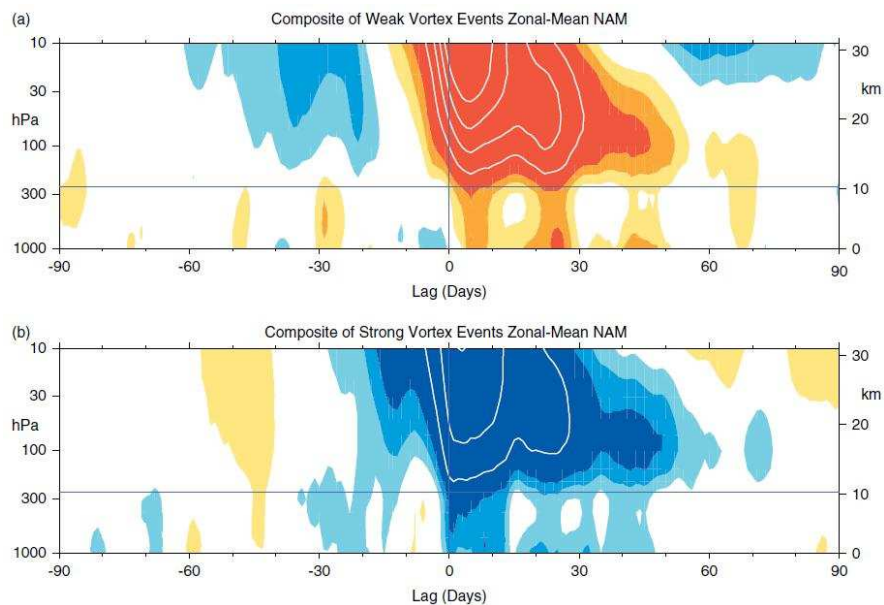 (a) Composite of Weak Vortex Events Zonal-Mean NAM
10
30
hPa
100
300
1000
30
km
20
10
0
-90 -60 -30 0 30 60 90
Lag (Days)
(b) Composite of Strong Vortex Events Zonal-Mean NAM
10
30
hPa
100
300
1000
30
km
20
10
0
-90 -60 -30 0 30 60 90
Lag (Days)